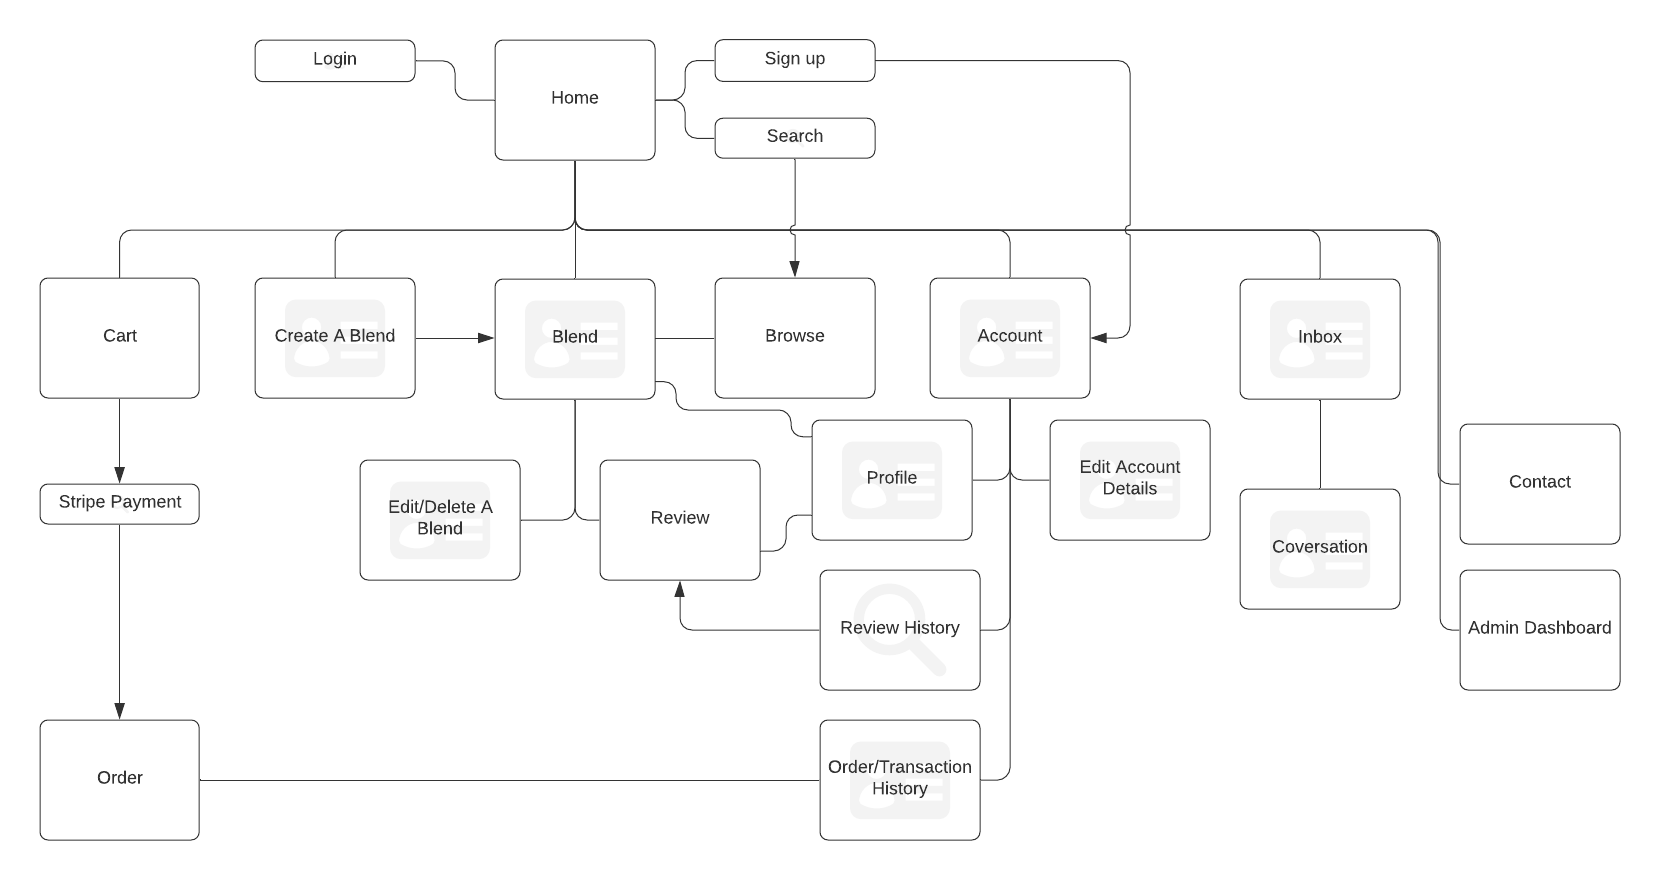 Login
Home
Sign up
Search
Cart
Create A Blend
Blend
Browse
Account
Inbox
Stripe Payment
Edit/Delete A
Blend
Review
Profile
Edit Account
Details
Contact
Coversation
Review History
Admin Dashboard
Order
Order/Transaction
History